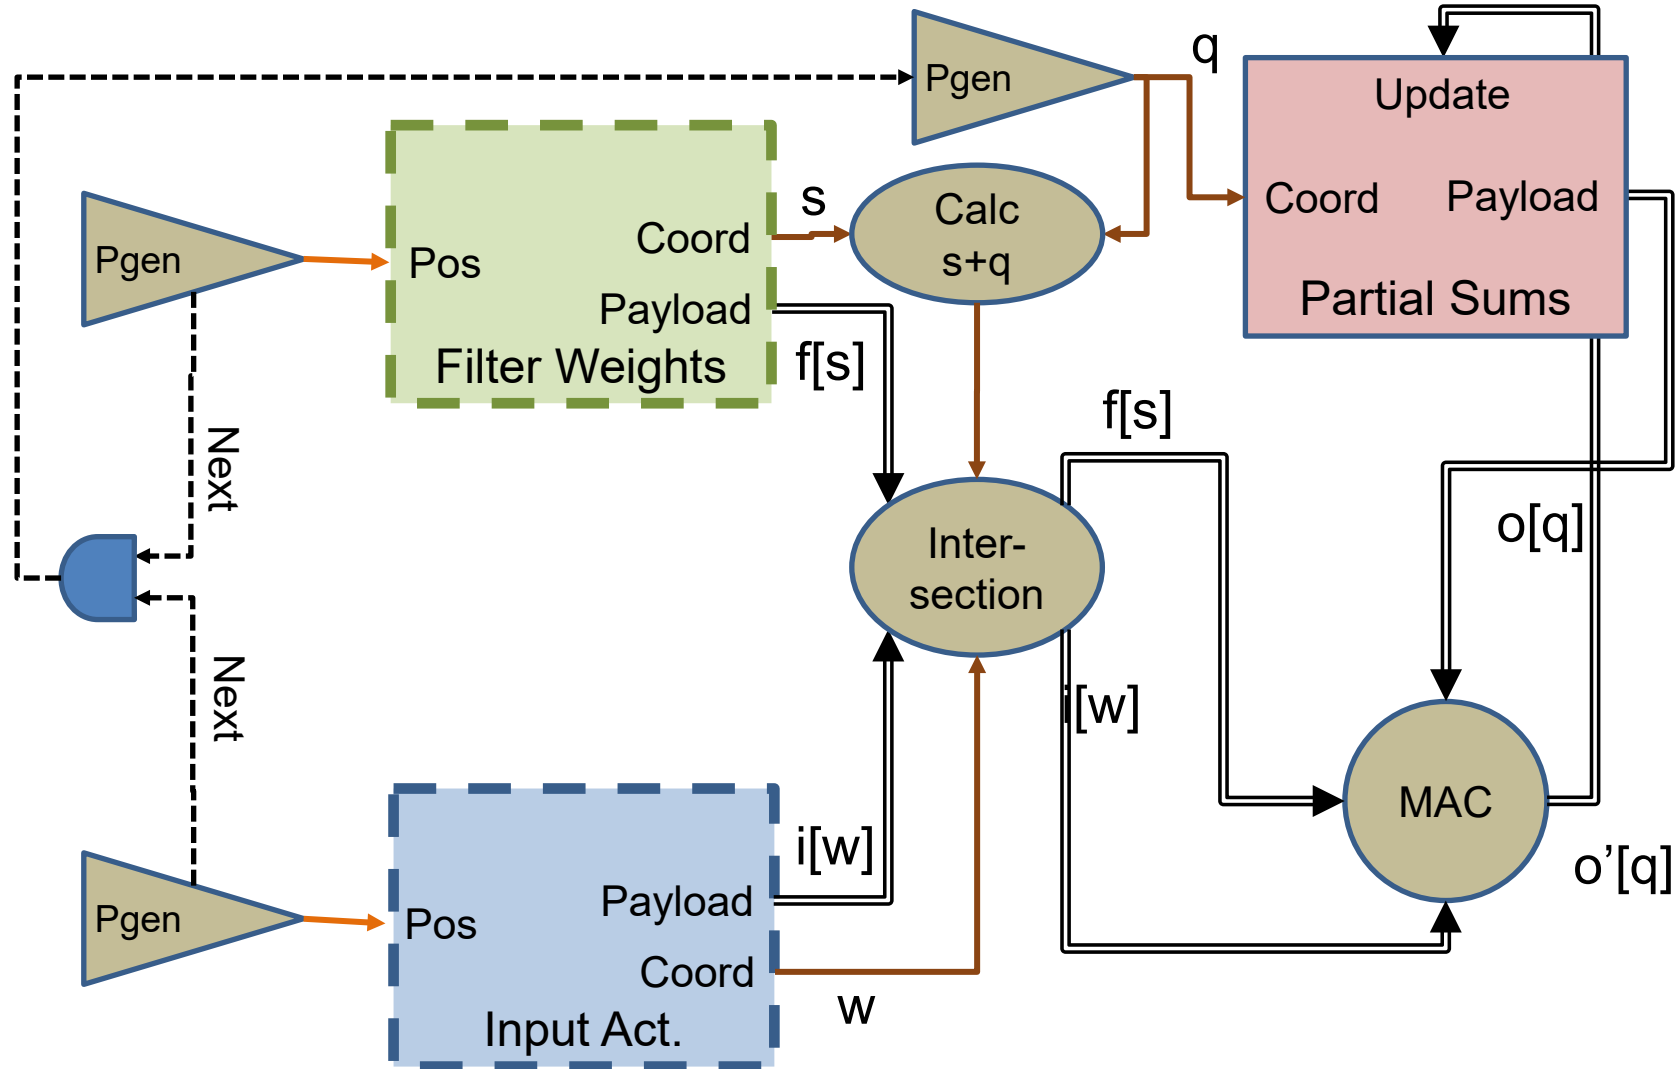 Pgen
q
Update
Coord
Payload
Partial Sums
Pgen
Pos
Coord
Payload
Filter Weights
s
Calc
s+q
f[s]
f[s]
Next
Inter-
section
o[q]
Next
i[w]
MAC
o’[q]
Pgen
Pos
i[w]
Payload
Coord
Input Act.
w